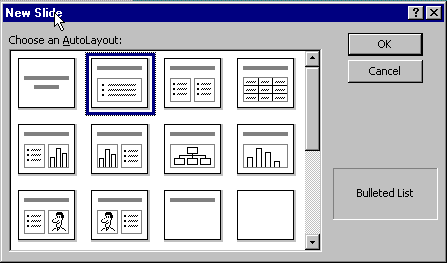 New Slide
Choose an AutoLayout:
OK
Cancel
Bulleted List